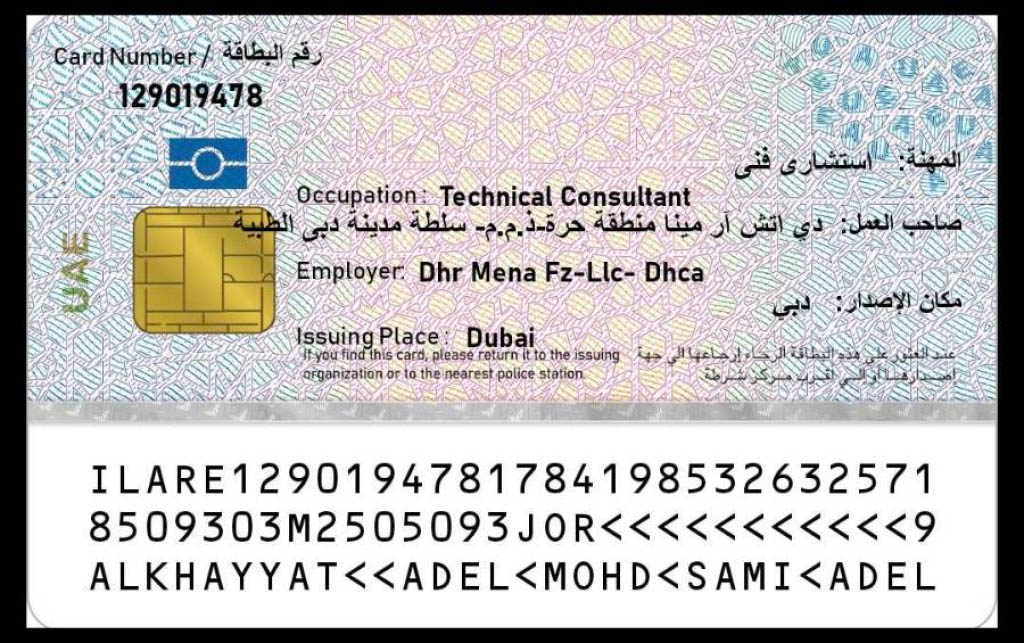 Card Number / رقم البطاقة
129019478
المهنة: استشارى فنى
Occupation: Technical Consultant
صاحب العمل: دي اتش آر مينا منطقة حرة-ذ.م.م- سلطة مدينة دبى الطبية
Employer: Dhr Mena Fz-Llc- Dhca
مكان الإصدار: دبي
Issuing Place: Dubai
If you find this card, please return it to the issuing
organization or to the nearest police station.
عند العثور على هذه البطاقة الرجاء إرجاعها الي جهة
إصدارها أو الي اقرب مركز شرطة
UAE
ILARE1290194781784198532632571
8509303M2505093JOR<<<<<<<<<<<9
ALKHAYYAT<<ADEL<MOHD<SAMI<ADEL